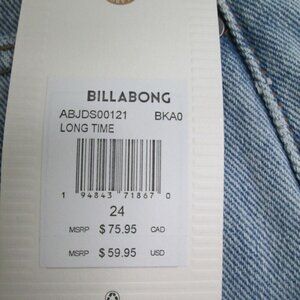 BILLABONG
ABJDS00121 BKA0
LONG TIME
1 94843 71867 0
24
MSRP $75.95 CAD
MSRP $59.95 USD